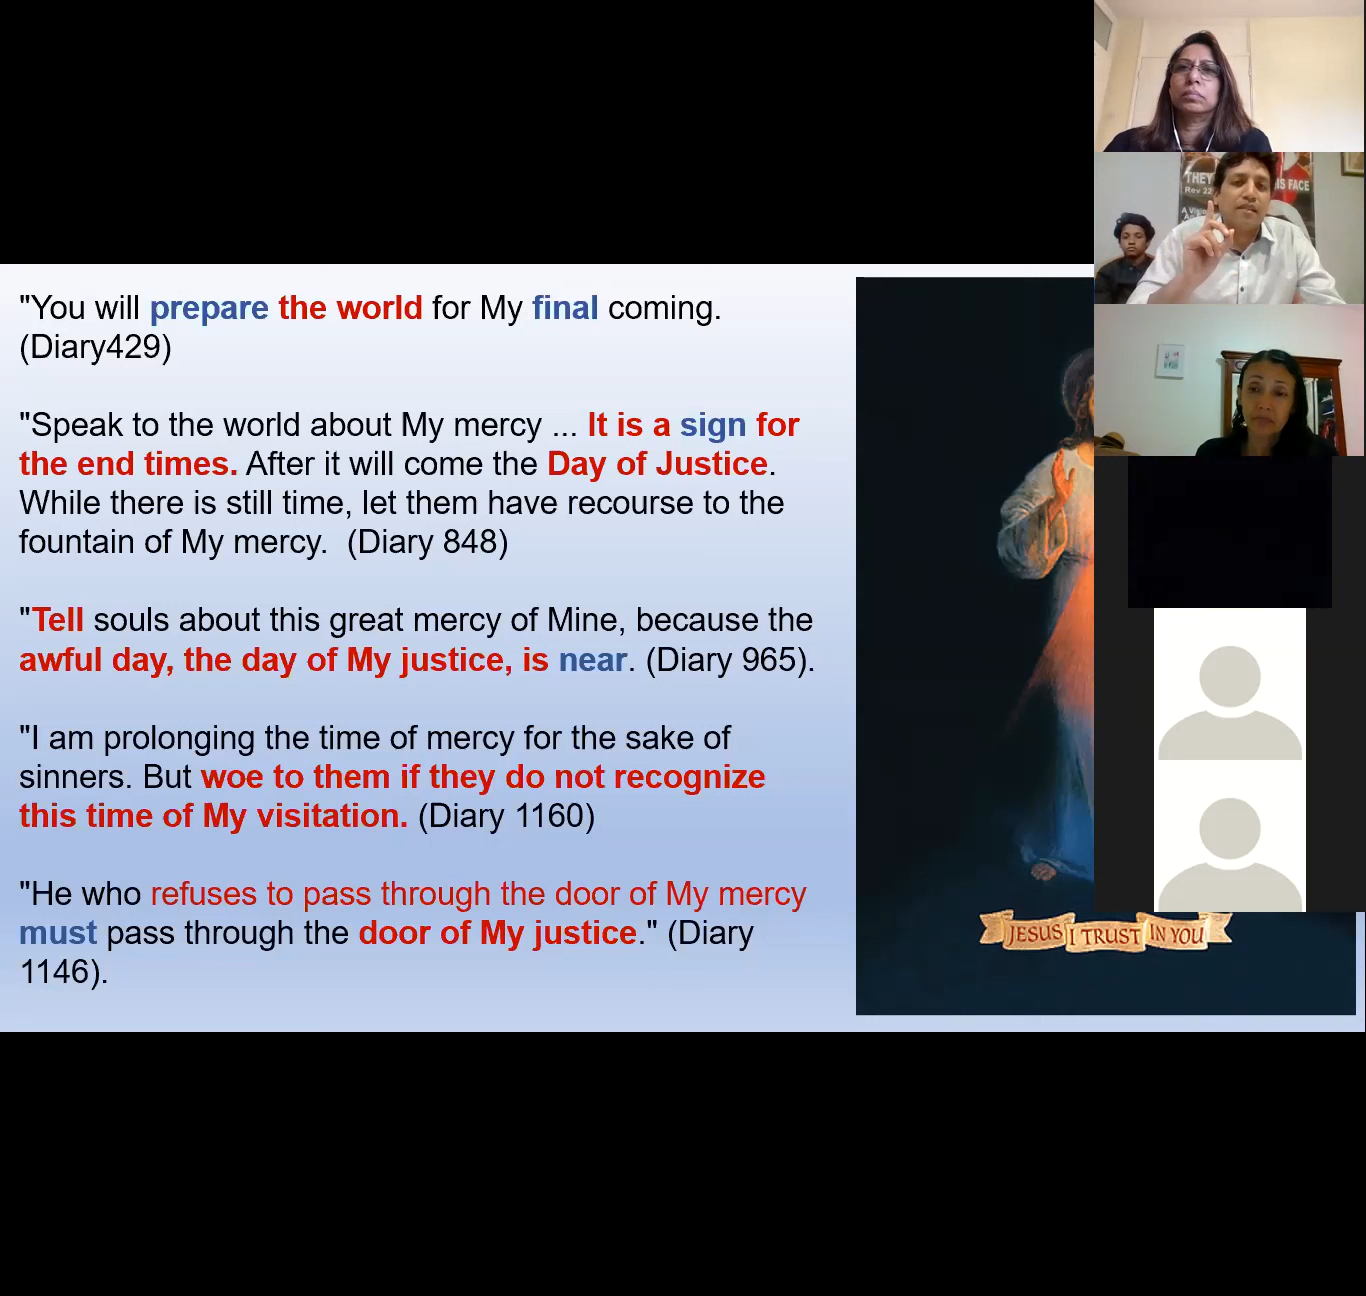 "You will prepare the world for My final coming.
(Diary429)
"Speak to the world about My mercy ... It is a sign for
the end times. After it will come the Day of Justice.
While there is still time, let them have recourse to the
fountain of My mercy.  (Diary 848)
"Tell souls about this great mercy of Mine, because the
awful day, the day of My justice, is near. (Diary 965).
"I am prolonging the time of mercy for the sake of
sinners. But woe to them if they do not recognize
this time of My visitation. (Diary 1160)
"He who refuses to pass through the door of My mercy
must pass through the door of My justice." (Diary
1146).
JESUS I TRUST IN YOU
THEY
IS FACE
Rev 22